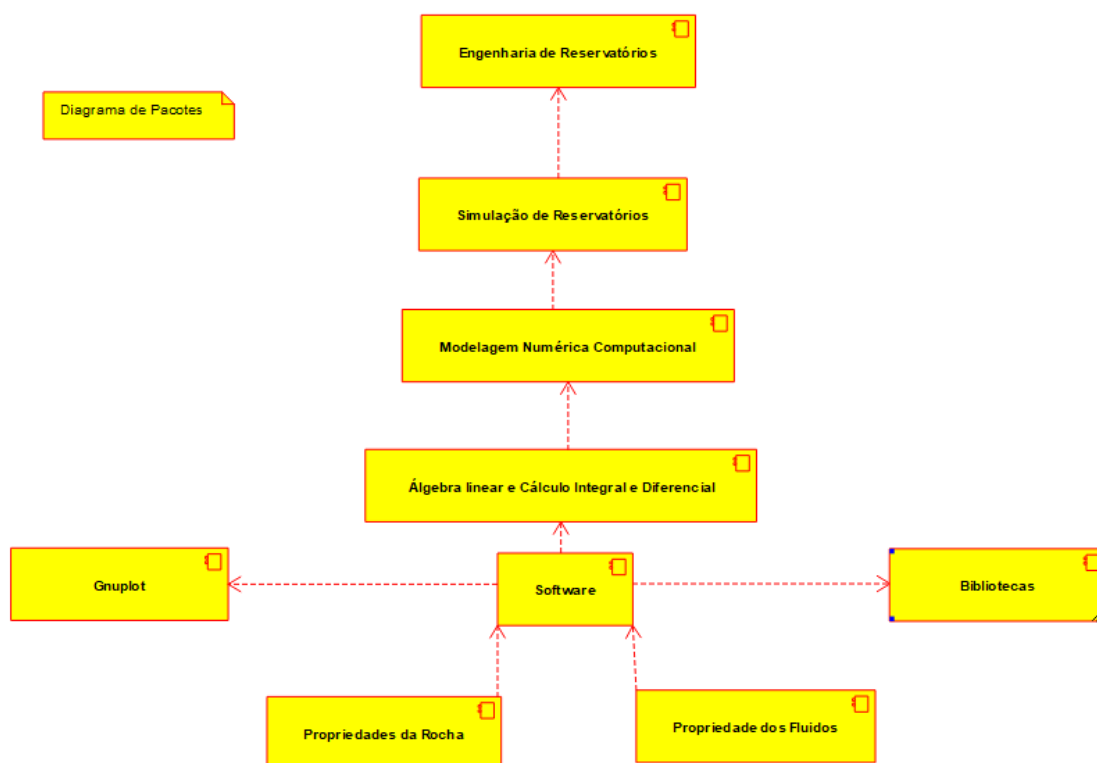 Engenharia de Reservatórios
Diagrama de Pacotes
Simulação de Reservatórios
Modelagem Numérica Computacional
Álgebra linear e Cálculo Integral e Diferencial
Gnuplot
Software
Bibliotecas
Propriedades da Rocha
Propriedade dos Fluidos